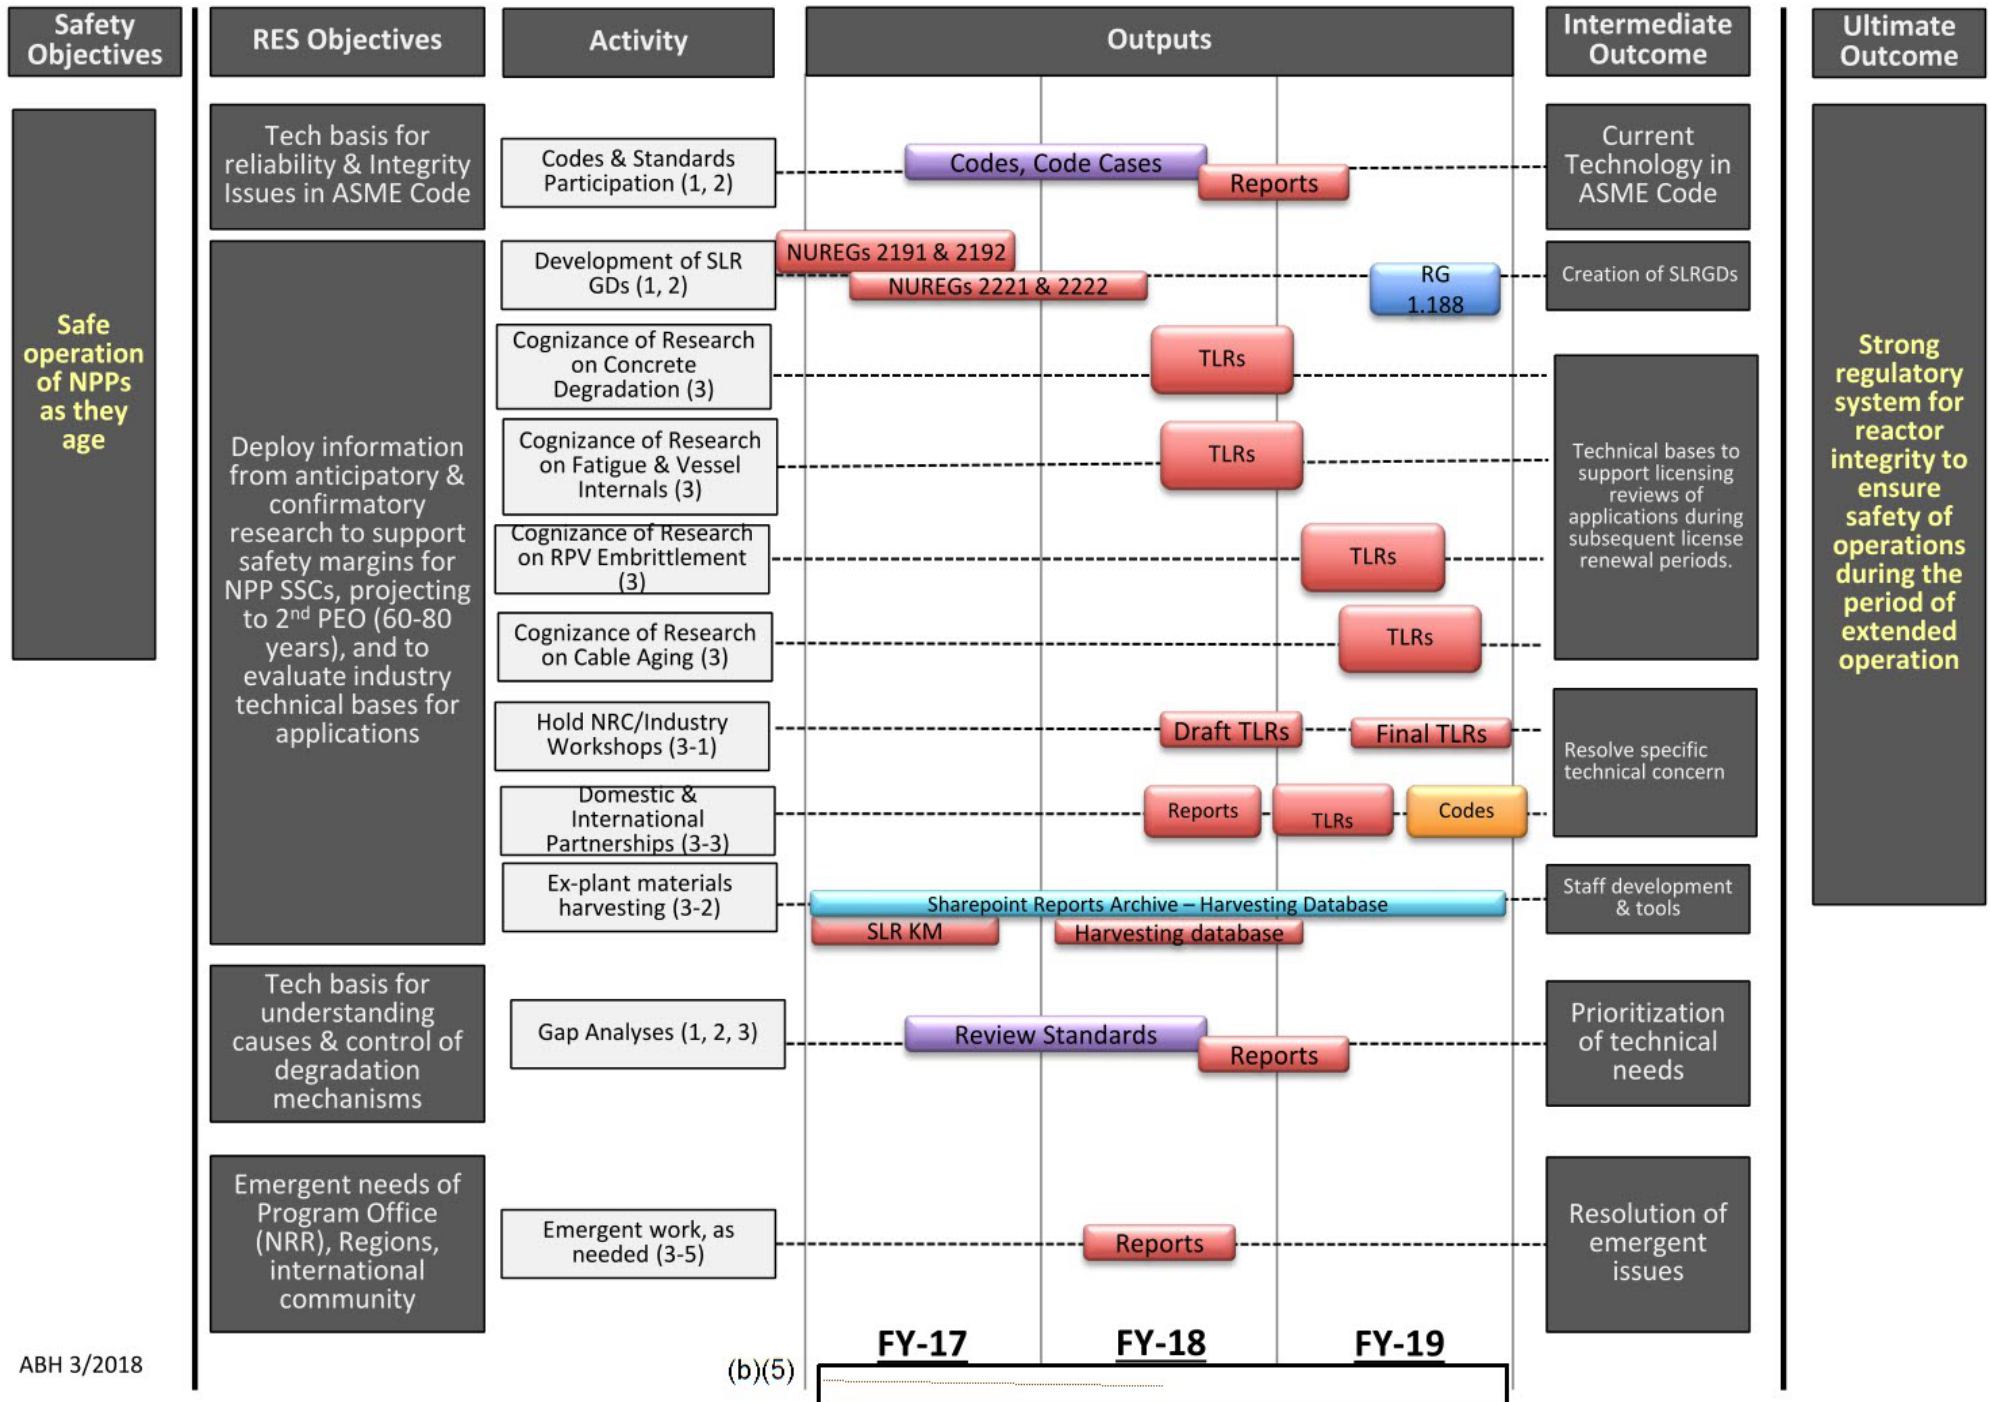 Safety
Objectives
RES Objectives
Activity
Outputs
Intermediate
Outcome
Ultimate
Outcome
Safe
operation
of NPPs
as they
age
Tech basis for
reliability & Integrity
Issues in ASME Code
Codes & Standards
Participation (1, 2)
Codes, Code Cases
Reports
Current
Technology in
ASME Code
Deploy information
from anticipatory &
confirmatory
research to support
safety margins for
NPP SSCs, projecting
to 2nd PEO (60-80
years), and to
evaluate industry
technical bases for
applications
Development of SLR
GDs (1, 2)
NUREGs 2191 & 2192
NUREGs 2221 & 2222
RG
1.188
Creation of SLRGDs
Cognizance of Research
on Concrete
Degradation (3)
TLRs
Cognizance of Research
on Fatigue & Vessel
Internals (3)
TLRs
Cognizance of Research
on RPV Embrittlement
(3)
TLRs
Cognizance of Research
on Cable Aging (3)
TLRs
Technical bases to
support licensing
reviews of
applications during
subsequent license
renewal periods.
Hold NRC/Industry
Workshops (3-1)
Draft TLRs
Final TLRs
Domestic &
International
Partnerships (3-3)
Reports
TLRs
Codes
Resolve specific
technical concern
Ex-plant materials
harvesting (3-2)
Sharepoint Reports Archive – Harvesting Database
SLR KM
Harvesting database
Staff development
& tools
Tech basis for
understanding
causes & control of
degradation
mechanisms
Gap Analyses (1, 2, 3)
Review Standards
Reports
Prioritization
of technical
needs
Emergent needs of
Program Office
(NRR), Regions,
international
community
Emergent work, as
needed (3-5)
Reports
Resolution of
emergent
issues
Strong
regulatory
system for
reactor
integrity to
ensure
safety of
operations
during the
period of
extended
operation
FY-17
FY-18
FY-19
ABH 3/2018
(b)(5)